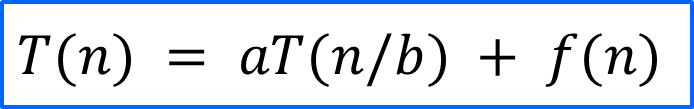 T(n) = aT(n/b) + f(n)